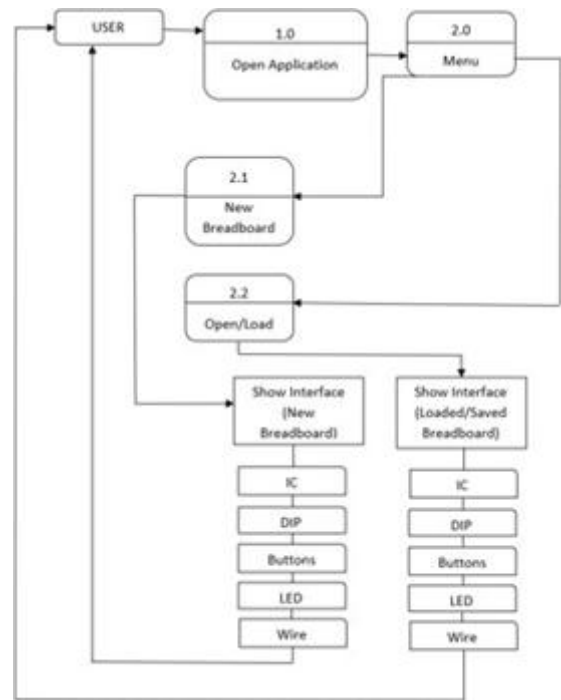 USER
1.0
Open Application
2.0
Menu
2.1
New
Breadboard
2.2
Open/Load
Show Interface
(New
Breadboard)
IC
DIP
Buttons
LED
Wire
Show Interface
(Loaded/Saved
Breadboard)
IC
DIP
Buttons
LED
Wire